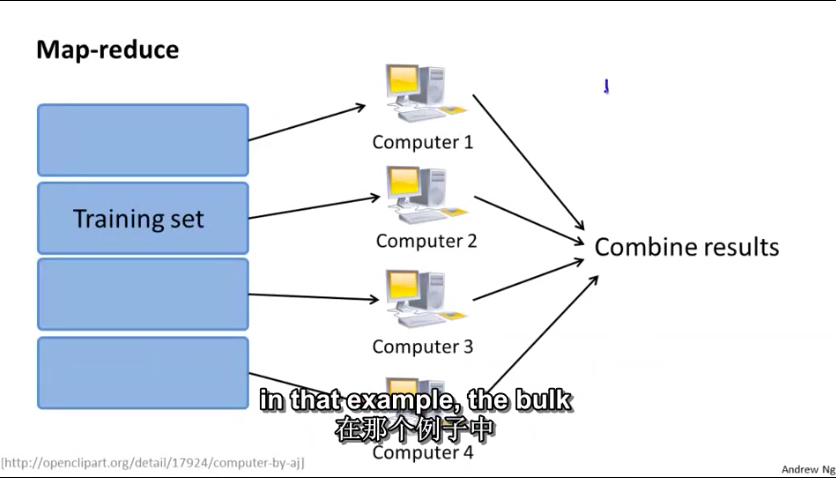 Map-reduce
Training set
Computer 1
Computer 2
Computer 3
Computer 4
Combine results
in that example, the bulk
在那个例子中
[http://openclipart.org/detail/17924/computer-by-aj]
Andrew Ng